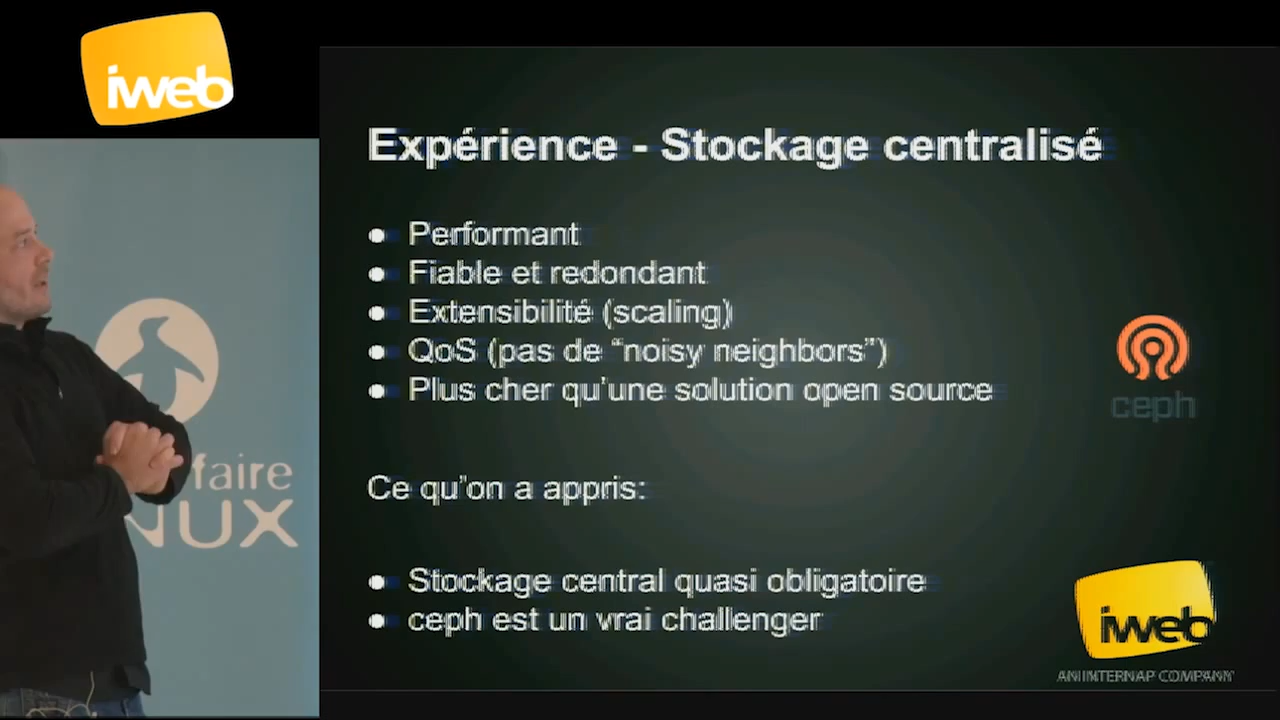 iweb
Expérience - Stockage centralisé
● Performant
● Fiable et redondant
● Extensibilité (scaling)
● QoS (pas de “noisy neighbors”)
● Plus cher qu’une solution open source
ceph
Ce qu’on a appris:
● Stockage central quasi obligatoire
● ceph est un vrai challenger
faire
NUX
iweb
AN INTERNAP COMPANY